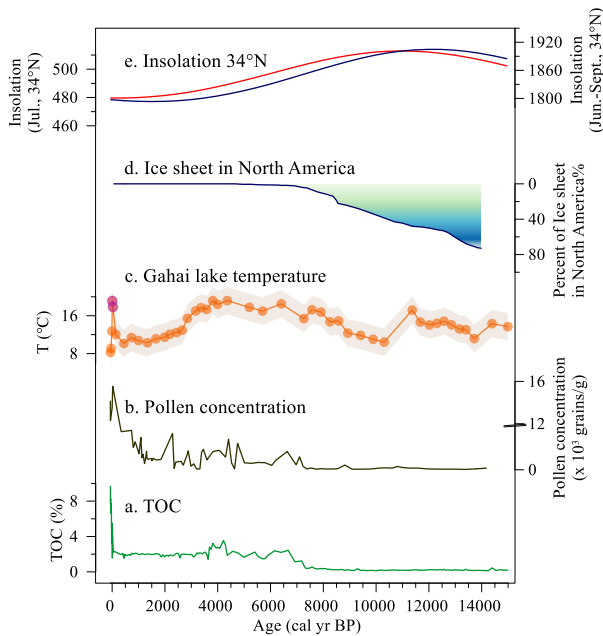 e. Insolation 34°N
Insolation
(Jul., 34°N)
500
480
460
1920
1860
1800
Insolation
(Jun.-Sept., 34°N)
d. Ice sheet in North America
0
40
80
Percent of Ice sheet
in North America%
c. Gahai lake temperature
T (°C)
16
8
b. Pollen concentration
16
12
0
Pollen concentration
(x 10³ grains/g)
a. TOC
TOC (%)
8
4
0
0 2000 4000 6000 8000 10000 12000 14000
Age (cal yr BP)